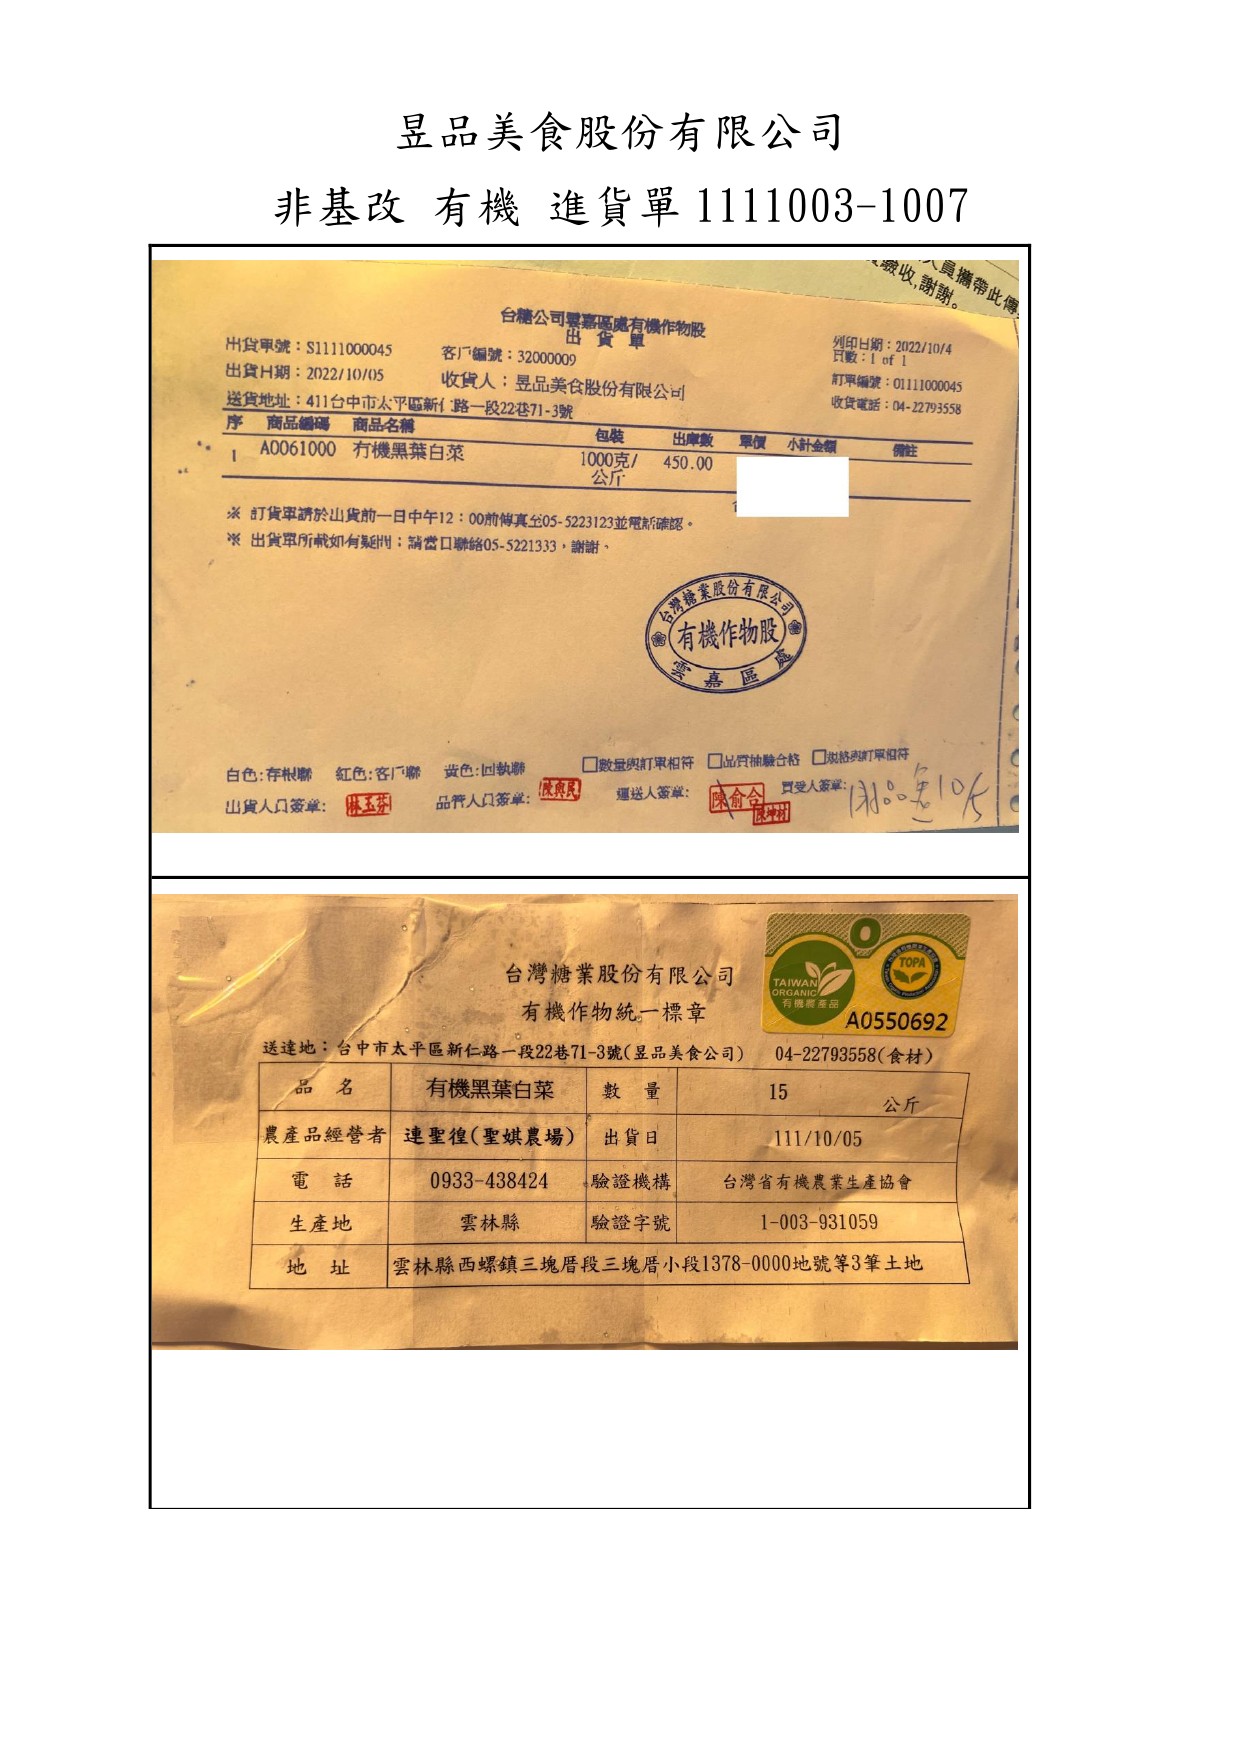 昱品美食股份有限公司
非基改 有機 進貨單1111003-1007
人員攜帶此傳
驗收,謝謝。
台糖公司雲嘉區處有機作物股
出 貨 單
出貨單號：S1111000045
客戶編號：32000009
列印日期：2022/10/4
頁數：1 of 1
出貨日期：2022/10/05
收貨人：昱品美食股份有限公司
訂單編號：O1111000045
送貨地址：411台中市太平區新仁路一段22巷71-3號
收貨電話：04-22793558
序 商品編碼 商品名稱 包裝 出庫數 單價 小計金額 備註
1 A0061000 有機黑葉白菜 1000克/公斤 450.00
※ 訂貨單請於出貨前一日中午12：00前傳真至05-5223123並電話確認。
※ 出貨單所載如有疑問；請當日聯絡05-5221333，謝謝。
台灣糖業股份有限公司
有機作物股
雲嘉區處
白色:存根聯 紅色:客戶聯 黃色:回執聯 □數量與訂單相符 □品質抽驗合格 □規格與訂單相符
出貨人員簽章: 林玉芬 品管人員簽章: 陳與民 運送人簽章: 陳俞合 買受人簽章: 10/5
台灣糖業股份有限公司
有機作物統一標章
TAIWAN ORGANIC
有機農產品
TOPA
A0550692
送達地：台中市太平區新仁路一段22巷71-3號(昱品美食公司) 04-22793558(食材)
品 名 有機黑葉白菜 數 量 15 公斤
農產品經營者 連聖徨(聖娸農場) 出貨日 111/10/05
電 話 0933-438424 驗證機構 台灣省有機農業生產協會
生產地 雲林縣 驗證字號 1-003-931059
地 址 雲林縣西螺鎮三塊厝段三塊厝小段1378-0000地號等3筆土地